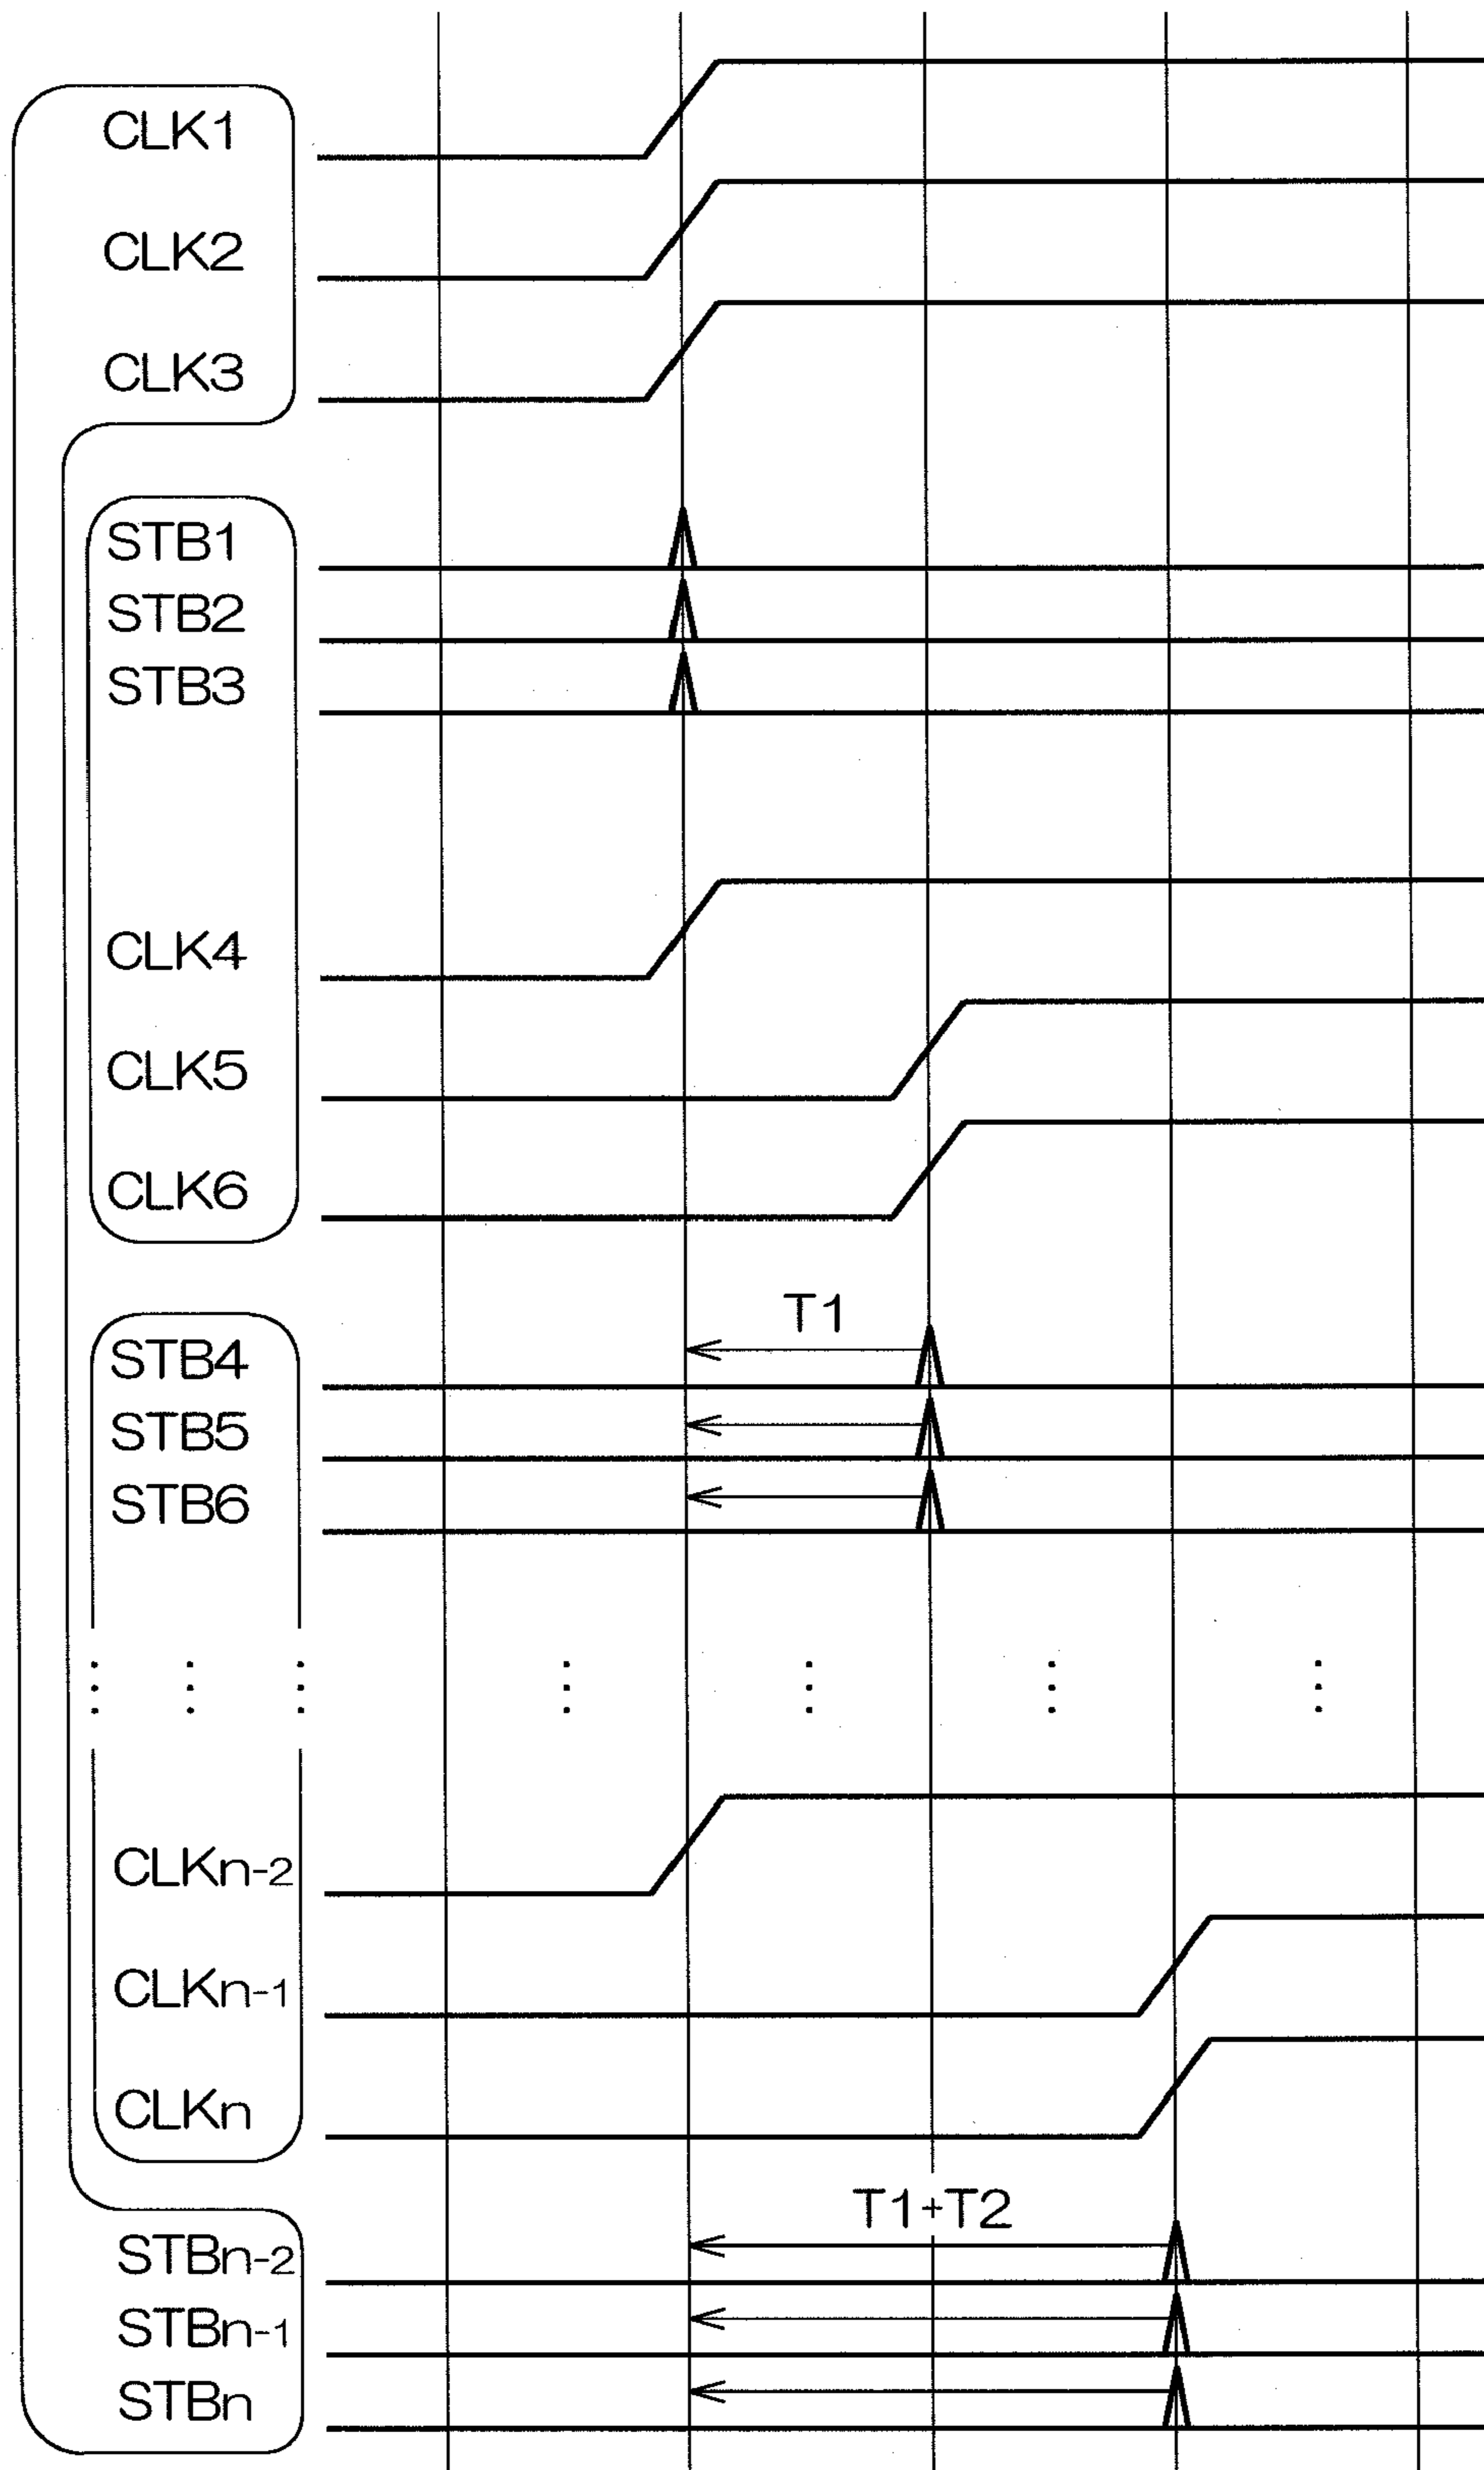 CLK1
CLK2
CLK3
STB1
STB2
STB3
CLK4
CLK5
CLK6
T1
STB4
STB5
STB6
CLKn-2
CLKn-1
CLKn
T1+T2
STBn-2
STBn-1
STBn